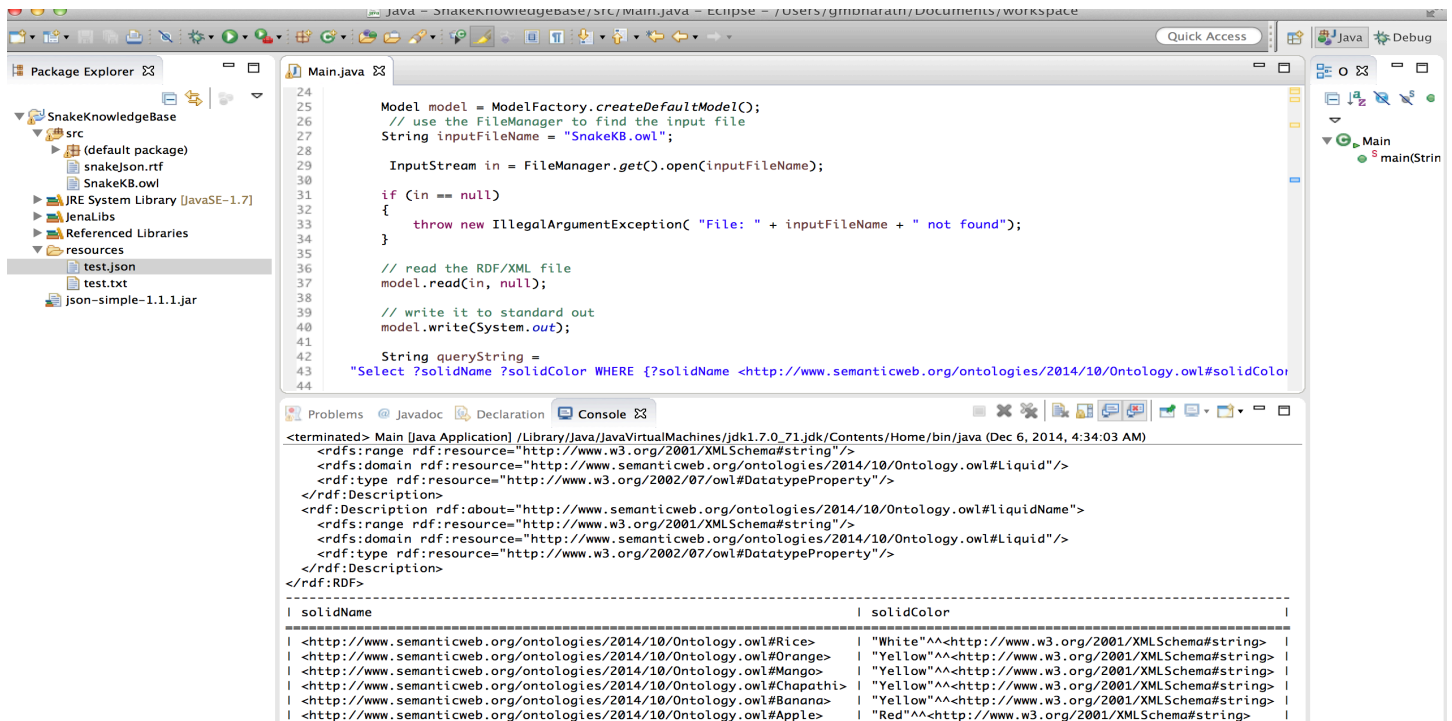 Java - SnakeKnowledgeBase/src/Main.java - Eclipse - /Users/gmbharath/Documents/workspace
Quick Access
Java
Debug
Package Explorer
SnakeKnowledgeBase
src
(default package)
snakeJson.rtf
SnakeKB.owl
JRE System Library [JavaSE-1.7]
JenaLibs
Referenced Libraries
resources
test.json
test.txt
json-simple-1.1.1.jar
Main.java
24
25 Model model = ModelFactory.createDefaultModel();
26 // use the FileManager to find the input file
27 String inputFileName = "SnakeKB.owl";
28
29 InputStream in = FileManager.get().open(inputFileName);
30
31 if (in == null)
32 {
33 throw new IllegalArgumentException( "File: " + inputFileName + " not found");
34 }
35
36 // read the RDF/XML file
37 model.read(in, null);
38
39 // write it to standard out
40 model.write(System.out);
41
42 String queryString =
43 "Select ?solidName ?solidColor WHERE {?solidName <http://www.semanticweb.org/ontologies/2014/10/Ontology.owl#solidColor
44
O
Main
S main(Strin
Problems @ Javadoc Declaration Console
<terminated> Main [Java Application] /Library/Java/JavaVirtualMachines/jdk1.7.0_71.jdk/Contents/Home/bin/java (Dec 6, 2014, 4:34:03 AM)
<rdfs:range rdf:resource="http://www.w3.org/2001/XMLSchema#string"/>
<rdfs:domain rdf:resource="http://www.semanticweb.org/ontologies/2014/10/Ontology.owl#Liquid"/>
<rdf:type rdf:resource="http://www.w3.org/2002/07/owl#DatatypeProperty"/>
</rdf:Description>
<rdf:Description rdf:about="http://www.semanticweb.org/ontologies/2014/10/Ontology.owl#liquidName">
<rdfs:range rdf:resource="http://www.w3.org/2001/XMLSchema#string"/>
<rdfs:domain rdf:resource="http://www.semanticweb.org/ontologies/2014/10/Ontology.owl#Liquid"/>
<rdf:type rdf:resource="http://www.w3.org/2002/07/owl#DatatypeProperty"/>
</rdf:Description>
</rdf:RDF>
| solidName | solidColor |
| <http://www.semanticweb.org/ontologies/2014/10/Ontology.owl#Rice> | "White"^^<http://www.w3.org/2001/XMLSchema#string> |
| <http://www.semanticweb.org/ontologies/2014/10/Ontology.owl#Orange> | "Yellow"^^<http://www.w3.org/2001/XMLSchema#string> |
| <http://www.semanticweb.org/ontologies/2014/10/Ontology.owl#Mango> | "Yellow"^^<http://www.w3.org/2001/XMLSchema#string> |
| <http://www.semanticweb.org/ontologies/2014/10/Ontology.owl#Chapathi> | "Yellow"^^<http://www.w3.org/2001/XMLSchema#string> |
| <http://www.semanticweb.org/ontologies/2014/10/Ontology.owl#Banana> | "Yellow"^^<http://www.w3.org/2001/XMLSchema#string> |
| <http://www.semanticweb.org/ontologies/2014/10/Ontology.owl#Apple> | "Red"^^<http://www.w3.org/2001/XMLSchema#string> |